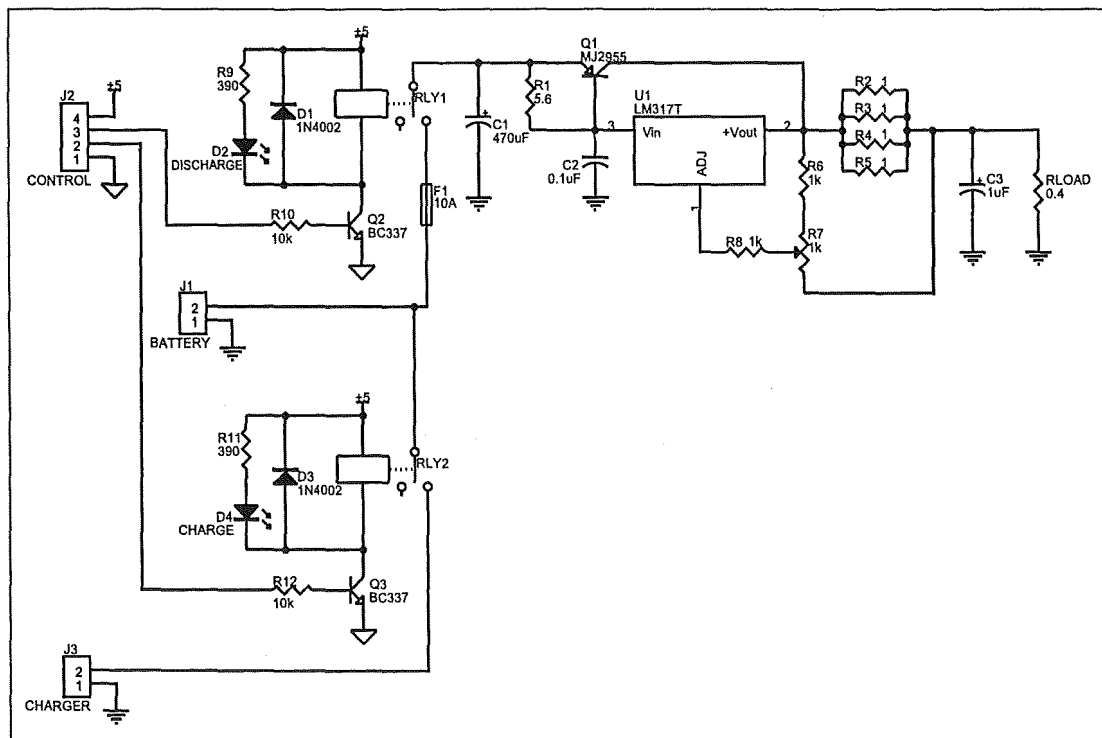 ±5
R9
390
D1
1N4002
D2
DISCHARGE
RLY1
J2
±5
4
3
2
1
CONTROL
R10
10k
Q2
BC337
F1
10A
C1
470uF
R1
5.6
Q1
MJ2955
U1
LM317T
3
Vin
+Vout
2
ADJ
1
C2
0.1uF
R2 1
R3 1
R4 1
R5 1
R6
1k
R7
1k
R8 1k
C3
1uF
RLOAD
0.4
J1
2
1
BATTERY
±5
R11
390
D3
1N4002
D4
CHARGE
RLY2
R12
10k
Q3
BC337
J3
2
1
CHARGER